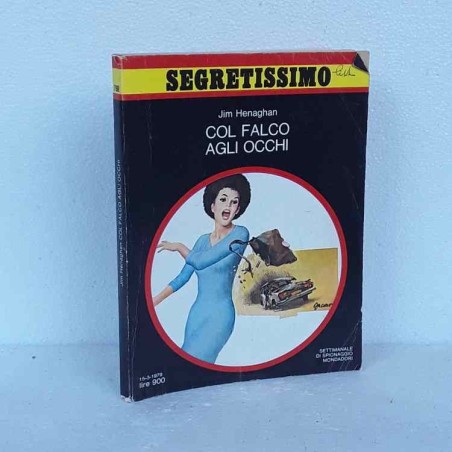 SEGRETISSIMO
Jim Henaghan
COL FALCO
AGLI OCCHI
SETTIMANALE
DI SPIONAGGIO
MONDADORI
lire 900
Jim Henaghan COL FALCO AGLI OCCHI